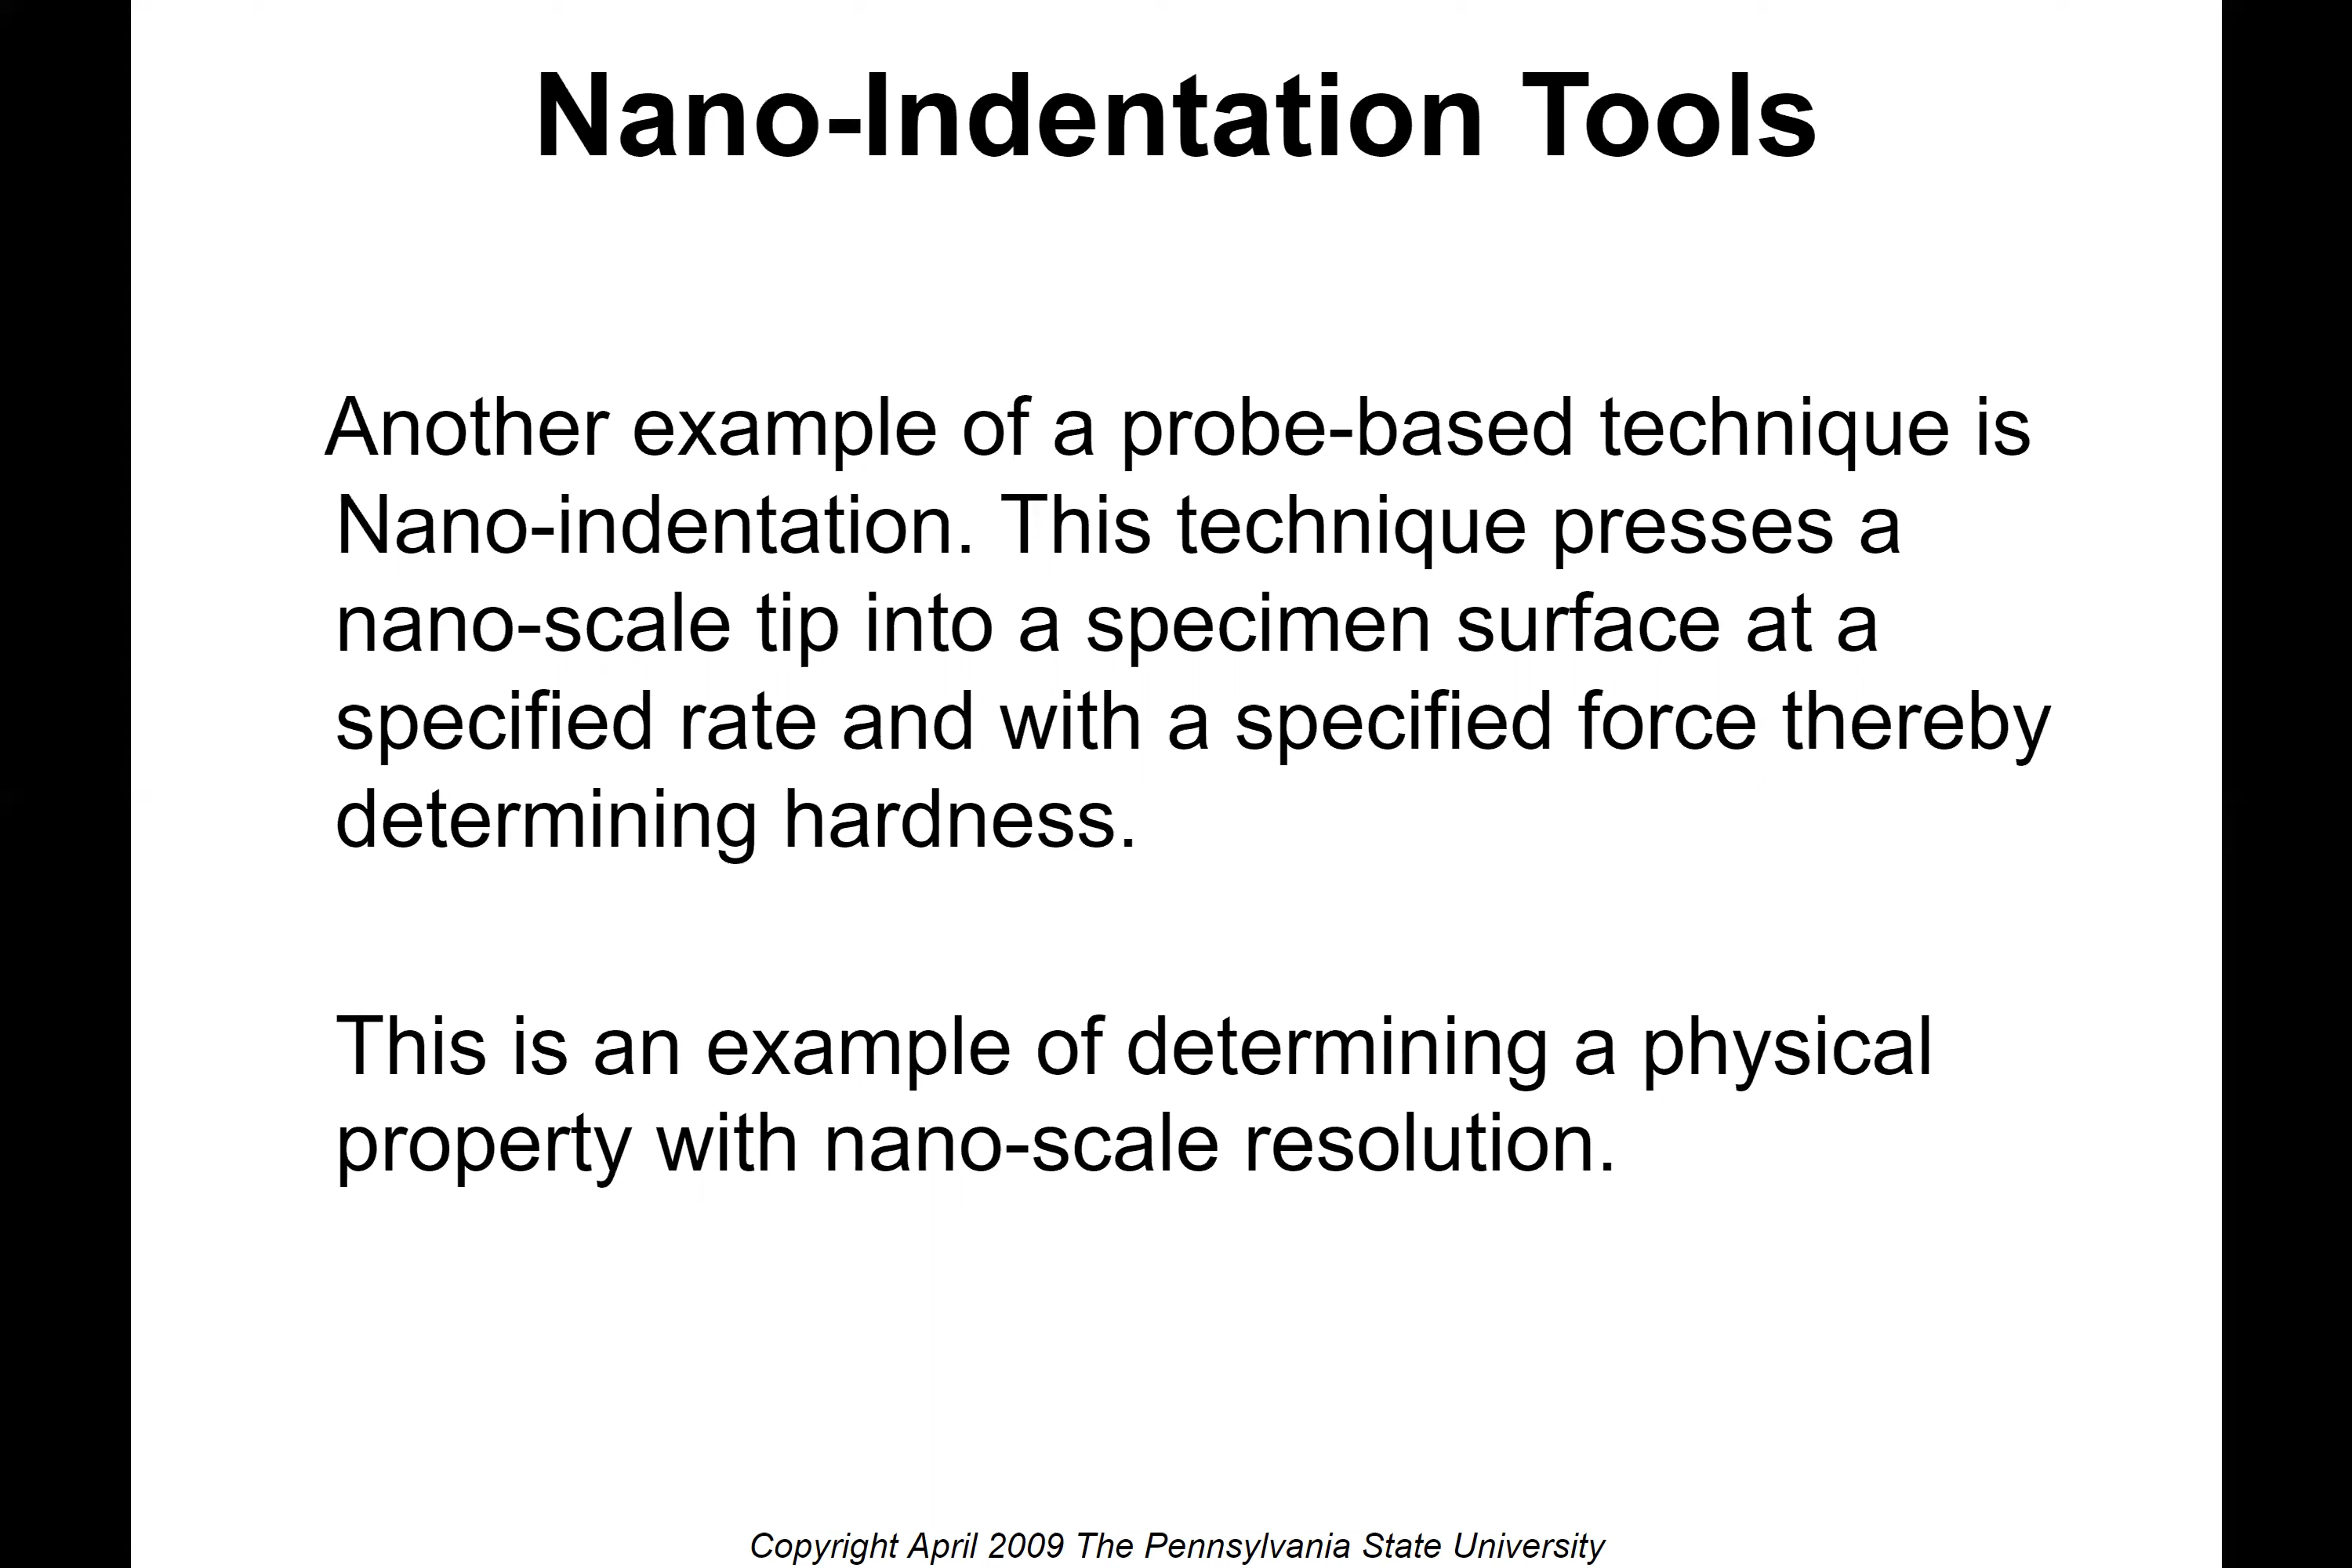 Nano-Indentation Tools
Another example of a probe-based technique is
Nano-indentation. This technique presses a
nano-scale tip into a specimen surface at a
specified rate and with a specified force thereby
determining hardness.
This is an example of determining a physical
property with nano-scale resolution.
Copyright April 2009 The Pennsylvania State University